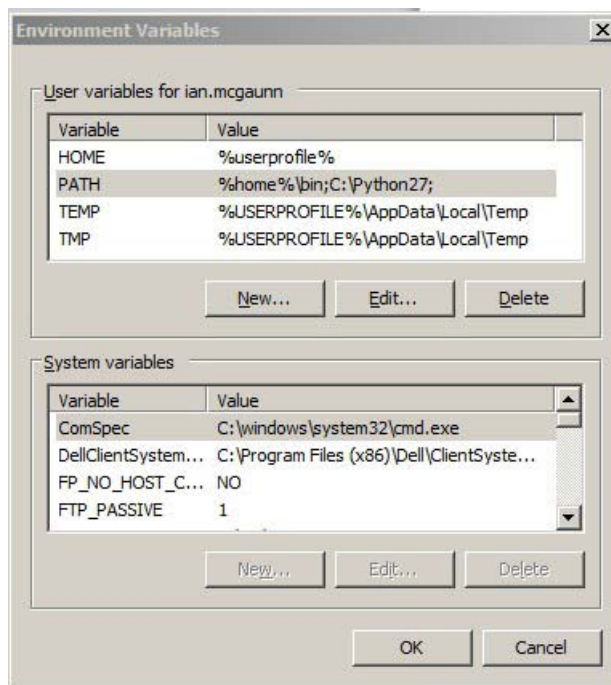 Environment Variables
User variables for ian.mcgaunn
Variable Value
HOME %userprofile%
PATH %home%\bin;C:\Python27;
TEMP %USERPROFILE%\AppData\Local\Temp
TMP %USERPROFILE%\AppData\Local\Temp
New... Edit... Delete
System variables
Variable Value
ComSpec C:\windows\system32\cmd.exe
DellClientSystem... C:\Program Files (x86)\Dell\ClientSyste...
FP_NO_HOST_C... NO
FTP_PASSIVE 1
New... Edit... Delete
OK Cancel